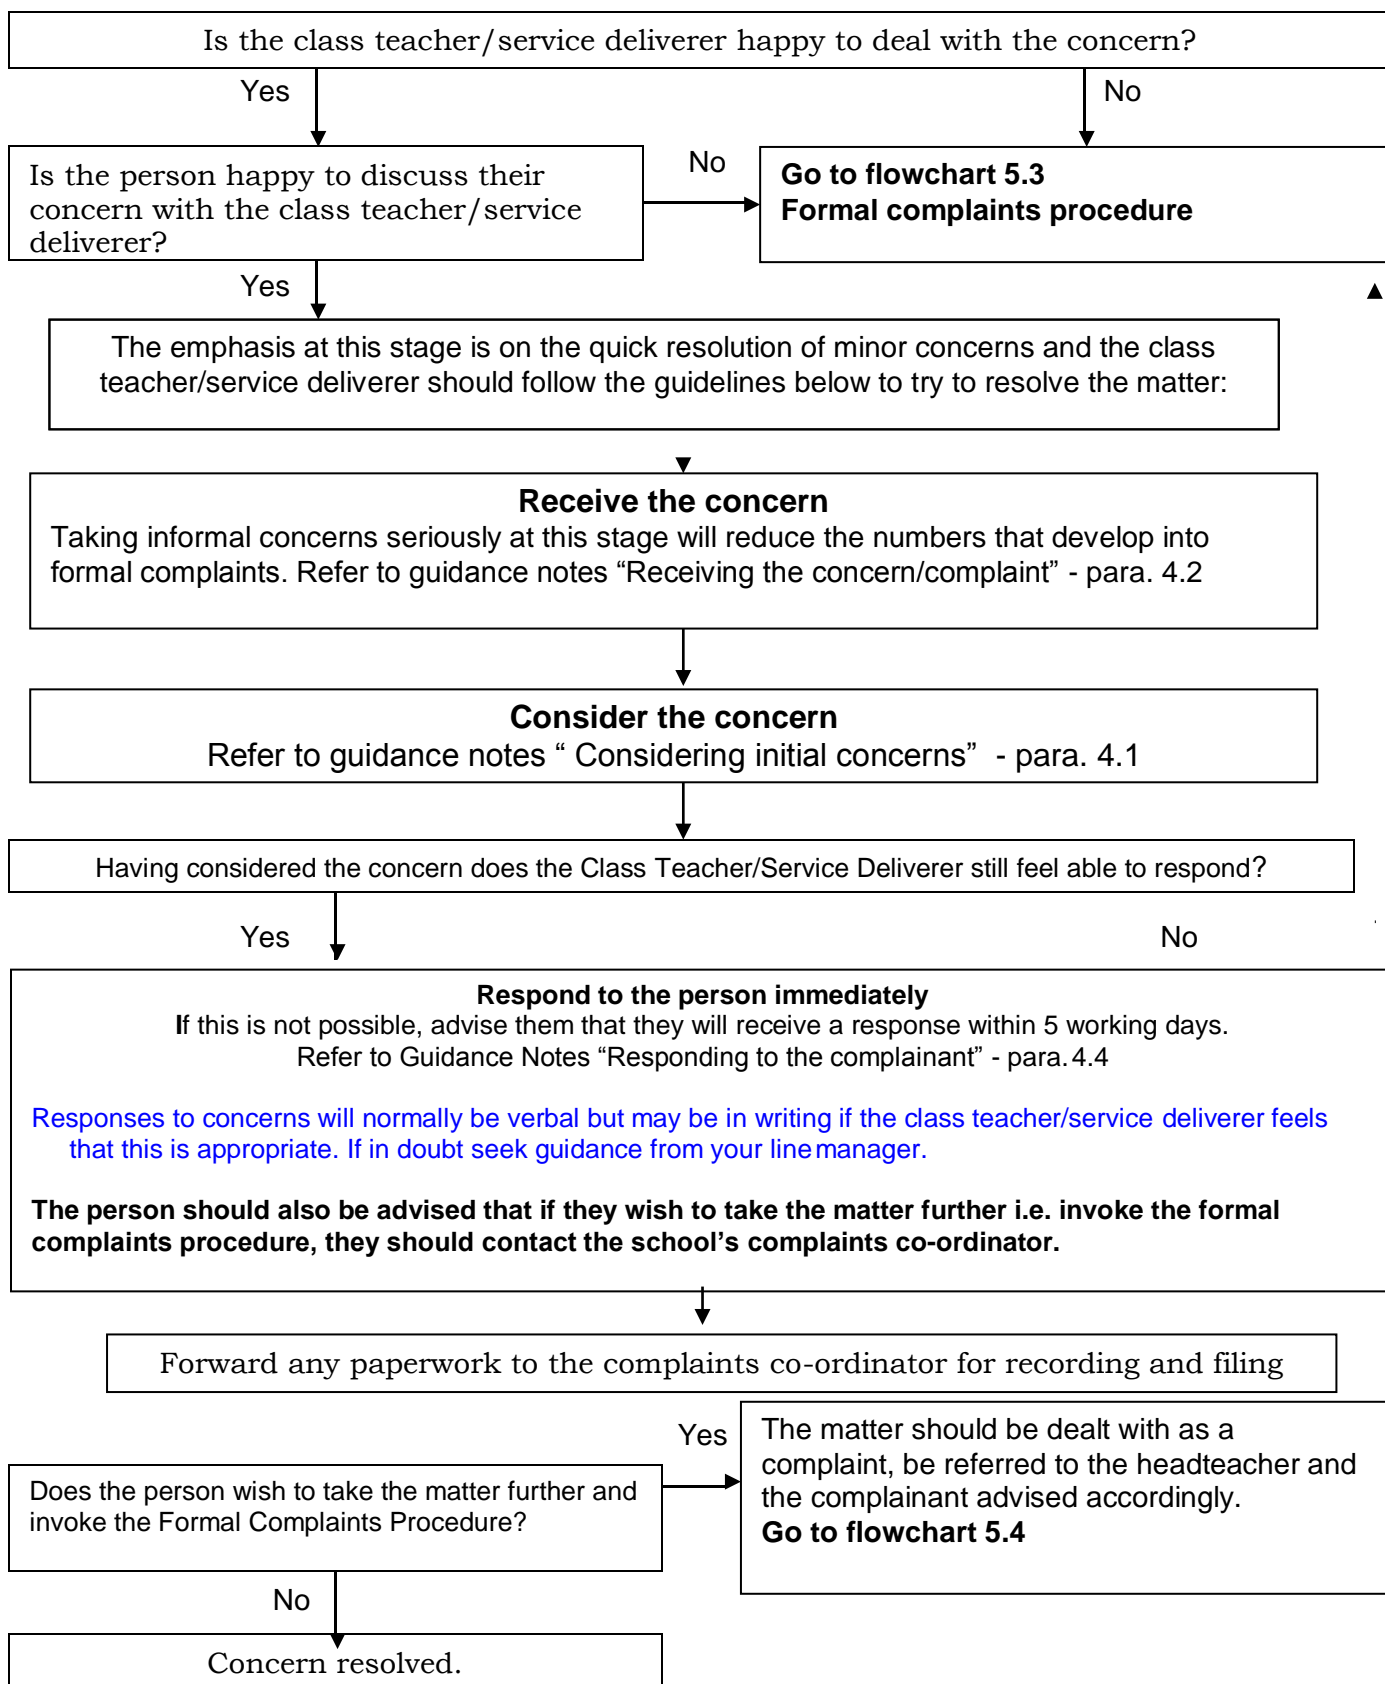 Is the class teacher/service deliverer happy to deal with the concern?
Yes
No
Is the person happy to discuss their
concern with the class teacher/service
deliverer?
No
Go to flowchart 5.3
Formal complaints procedure
Yes
The emphasis at this stage is on the quick resolution of minor concerns and the class
teacher/service deliverer should follow the guidelines below to try to resolve the matter:
Receive the concern
Taking informal concerns seriously at this stage will reduce the numbers that develop into
formal complaints. Refer to guidance notes “Receiving the concern/complaint” - para. 4.2
Consider the concern
Refer to guidance notes “ Considering initial concerns” - para. 4.1
Having considered the concern does the Class Teacher/Service Deliverer still feel able to respond?
Yes
No
Respond to the person immediately
If this is not possible, advise them that they will receive a response within 5 working days.
Refer to Guidance Notes “Responding to the complainant” - para. 4.4
Responses to concerns will normally be verbal but may be in writing if the class teacher/service deliverer feels
that this is appropriate. If in doubt seek guidance from your line manager.
The person should also be advised that if they wish to take the matter further i.e. invoke the formal
complaints procedure, they should contact the school’s complaints co-ordinator.
Forward any paperwork to the complaints co-ordinator for recording and filing
Does the person wish to take the matter further and
invoke the Formal Complaints Procedure?
Yes
The matter should be dealt with as a
complaint, be referred to the headteacher and
the complainant advised accordingly.
Go to flowchart 5.4
No
Concern resolved.